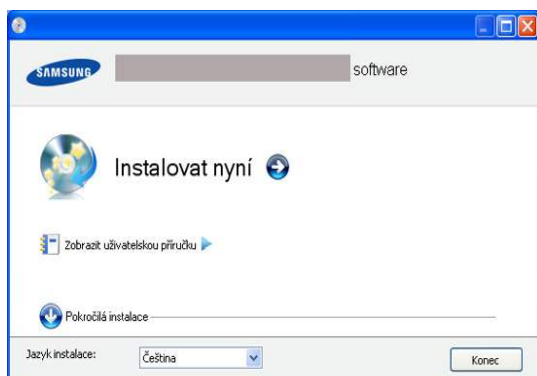 SAMSUNG software
Instalovat nyní
Zobrazit uživatelskou příručku
Pokročilá instalace
Jazyk instalace: Čeština Konec